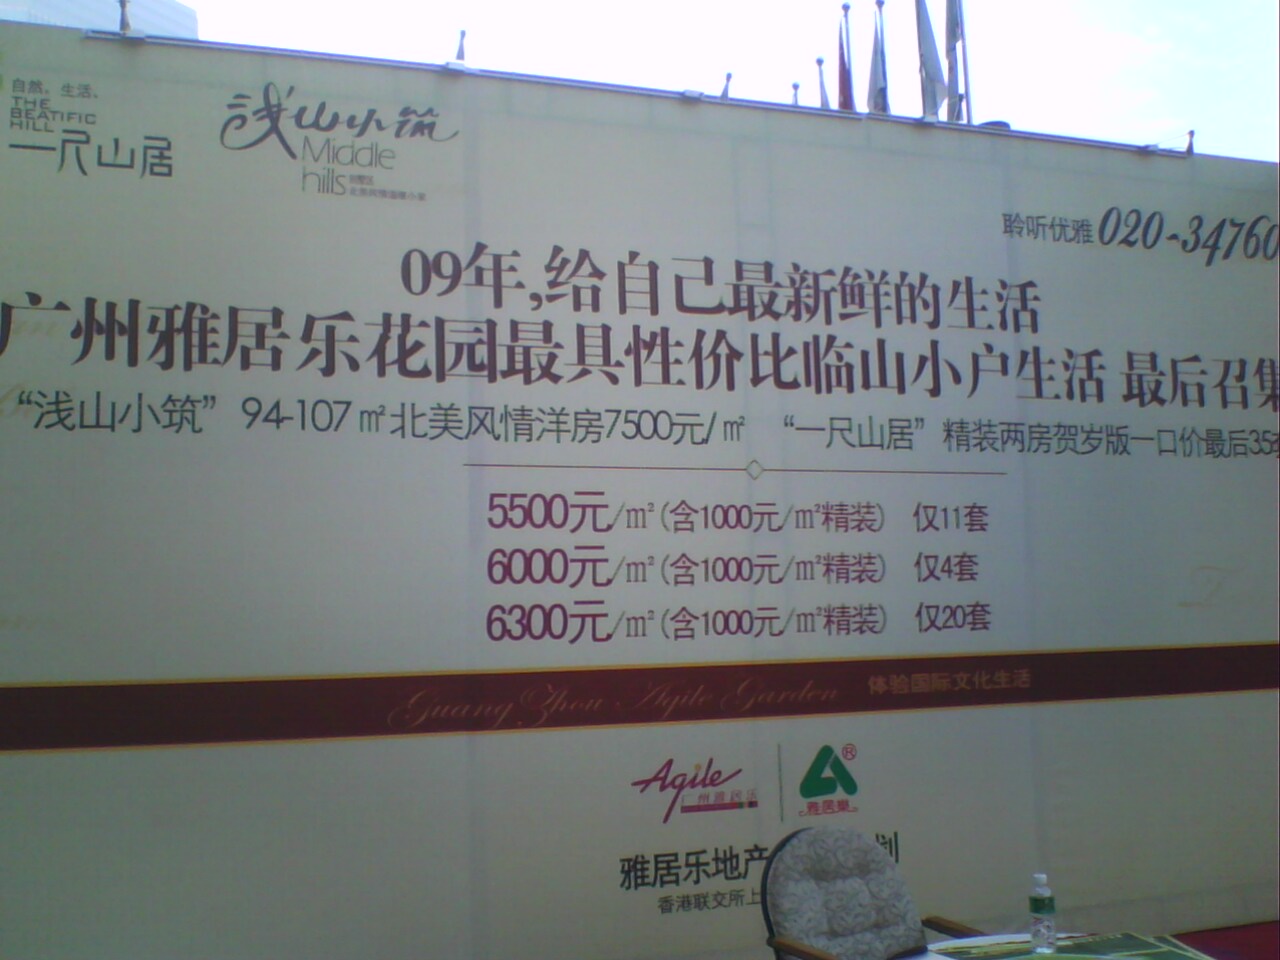 自然、生活、
THE
BEATIFIC
HILL
一尺山居
浅山小筑
Middle
hills
聆听优雅 020-34760
09年,给自己最新鲜的生活
广州雅居乐花园最具性价比临山小户生活 最后召集
“浅山小筑” 94-107㎡北美风情洋房7500元/㎡ “一尺山居” 精装两房贺岁版一口价最后35套
5500元/㎡(含1000元/㎡精装) 仅11套
6000元/㎡(含1000元/㎡精装) 仅4套
6300元/㎡(含1000元/㎡精装) 仅20套
Guang Zhou Agile Garden 体验国际文化生活
Agile
广州雅居乐
®
雅居樂
雅居乐地产 划
香港联交所上